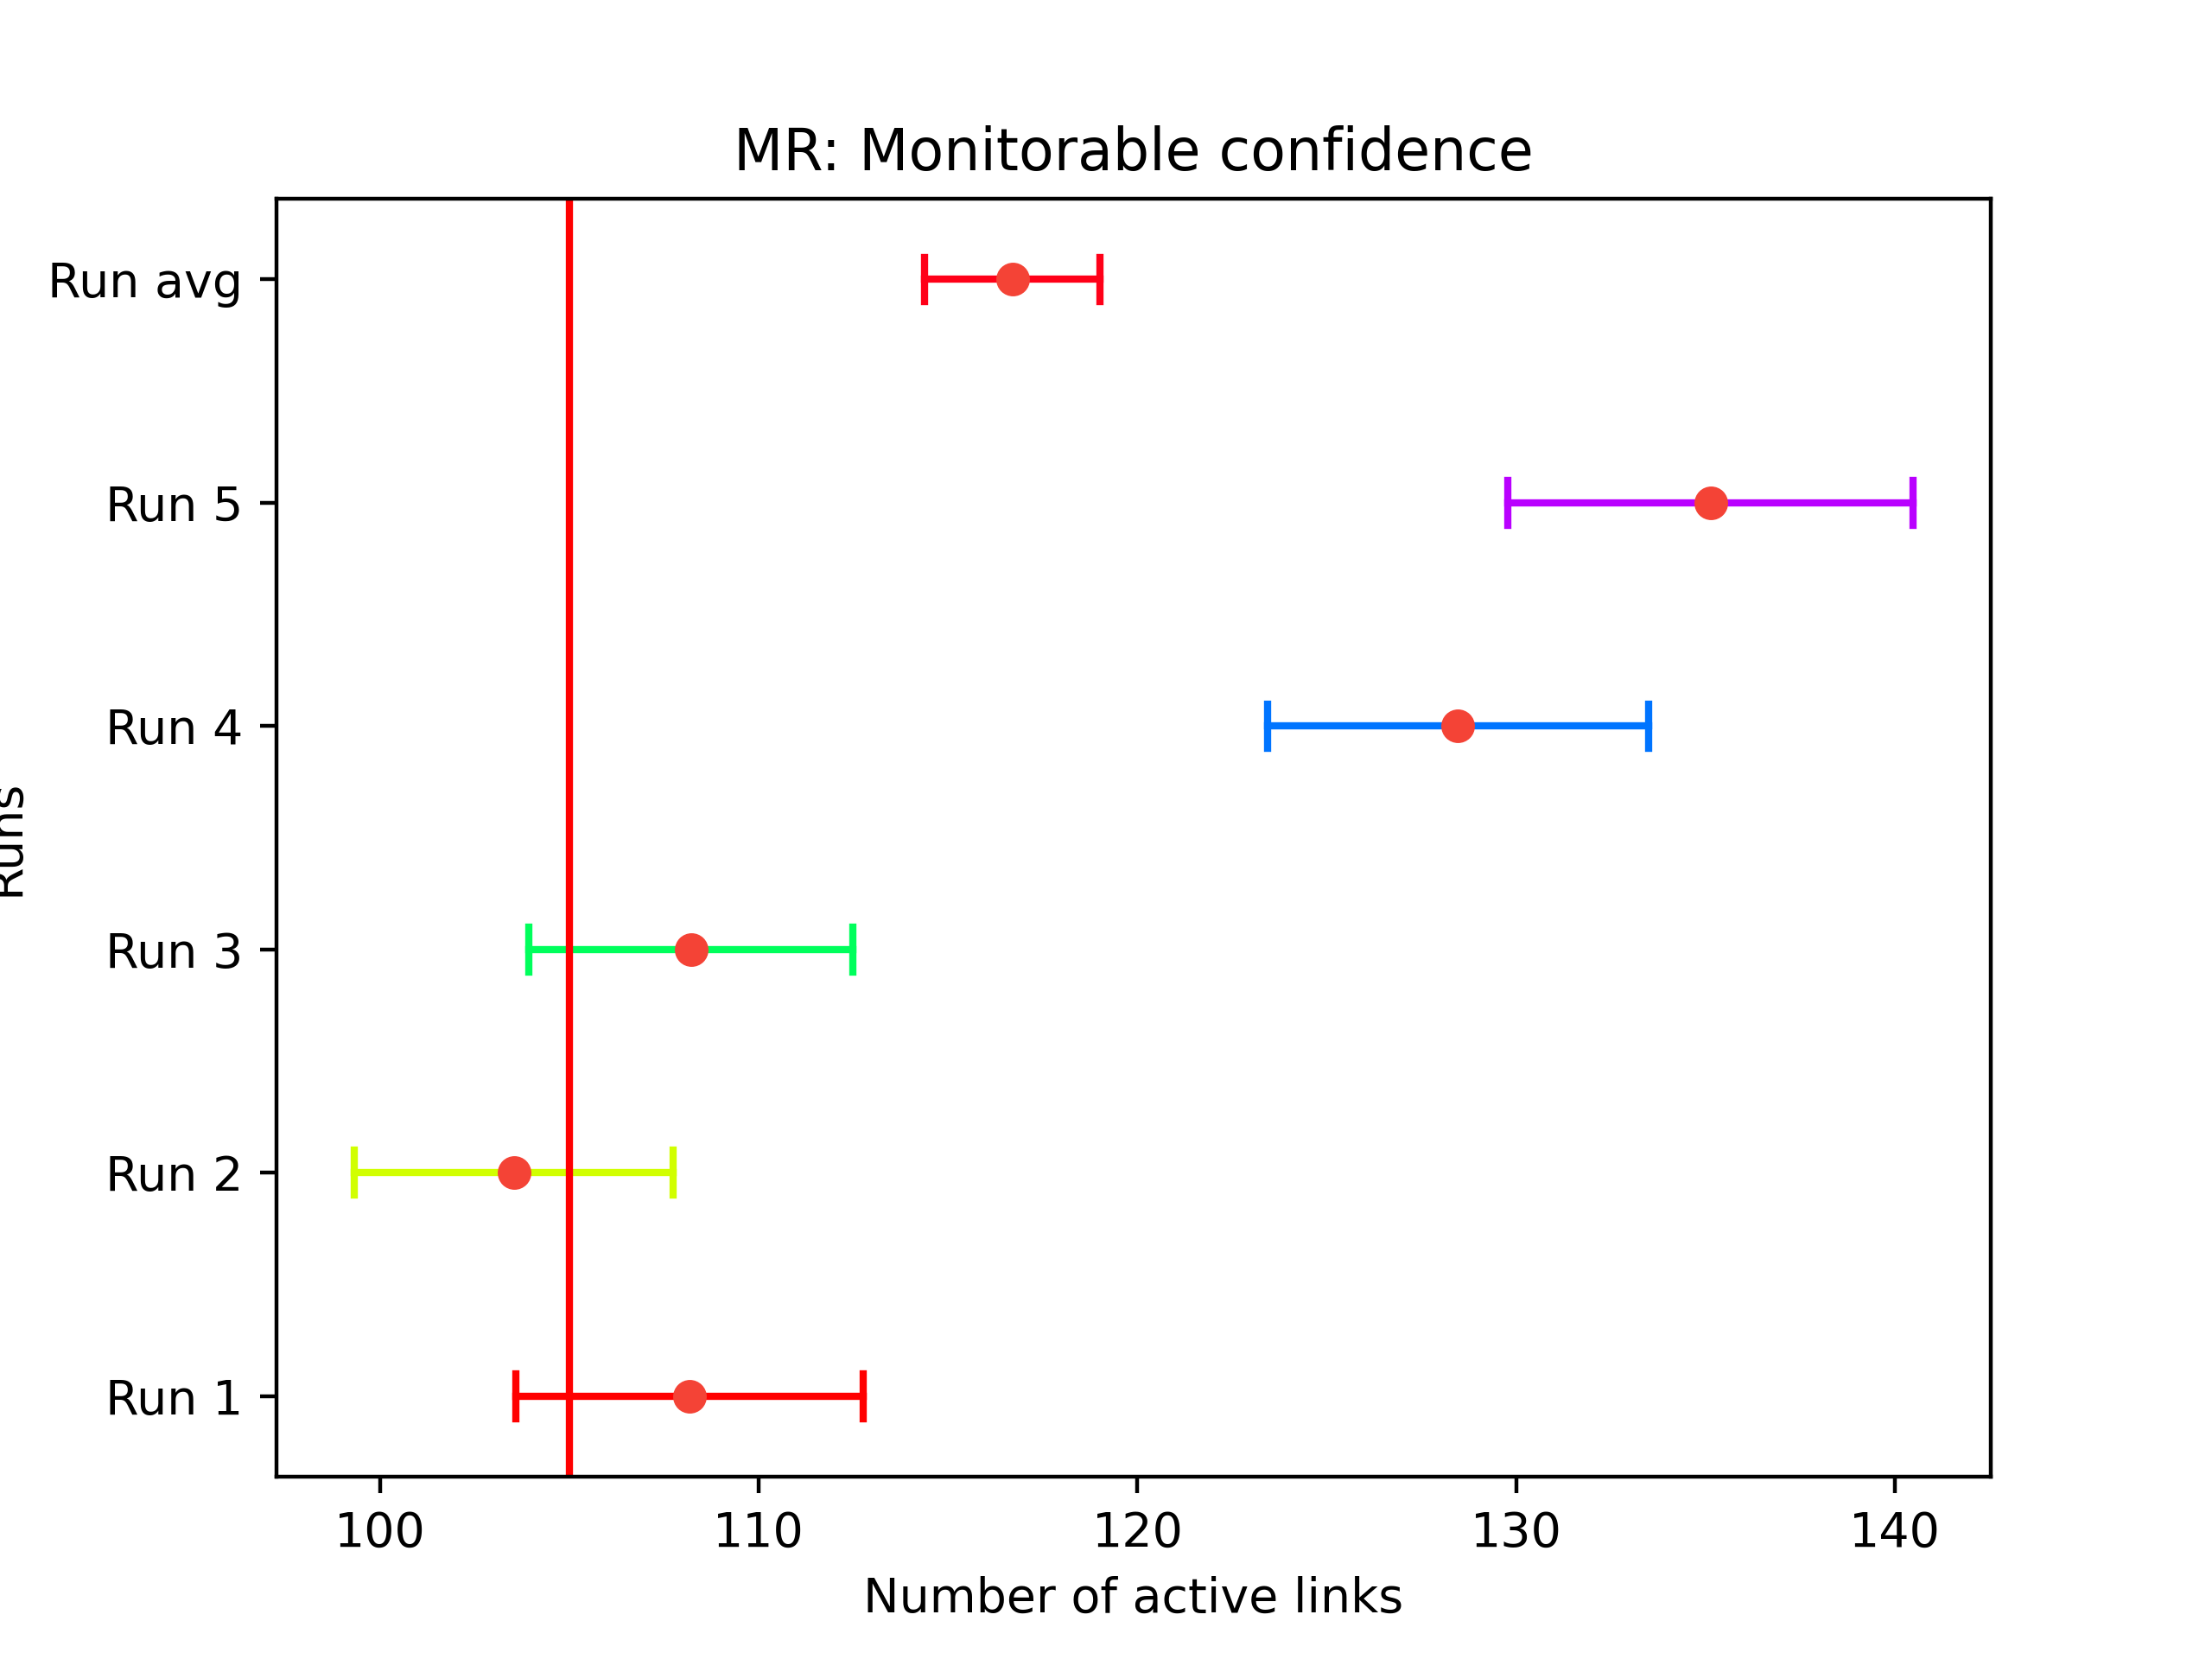 MR: Monitorable confidence
Run avg
Run 5
Run 4
Run 3
Run 2
Run 1
Runs
100 110 120 130 140
Number of active links